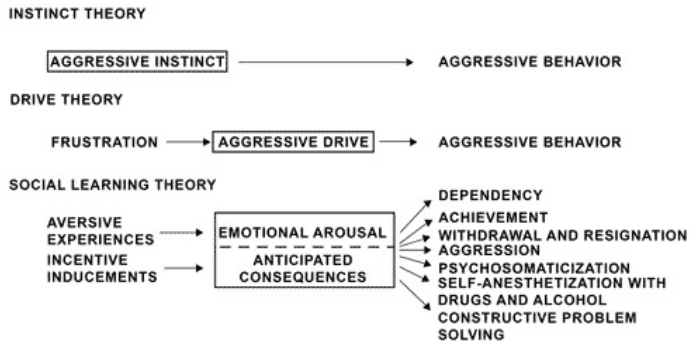 INSTINCT THEORY
AGGRESSIVE INSTINCT AGGRESSIVE BEHAVIOR
DRIVE THEORY
FRUSTRATION AGGRESSIVE DRIVE AGGRESSIVE BEHAVIOR
SOCIAL LEARNING THEORY
AVERSIVE
EXPERIENCES
INCENTIVE
INDUCEMENTS
EMOTIONAL AROUSAL
ANTICIPATED
CONSEQUENCES
DEPENDENCY
ACHIEVEMENT
WITHDRAWAL AND RESIGNATION
AGGRESSION
PSYCHOSOMATICIZATION
SELF-ANESTHETIZATION WITH
DRUGS AND ALCOHOL
CONSTRUCTIVE PROBLEM
SOLVING